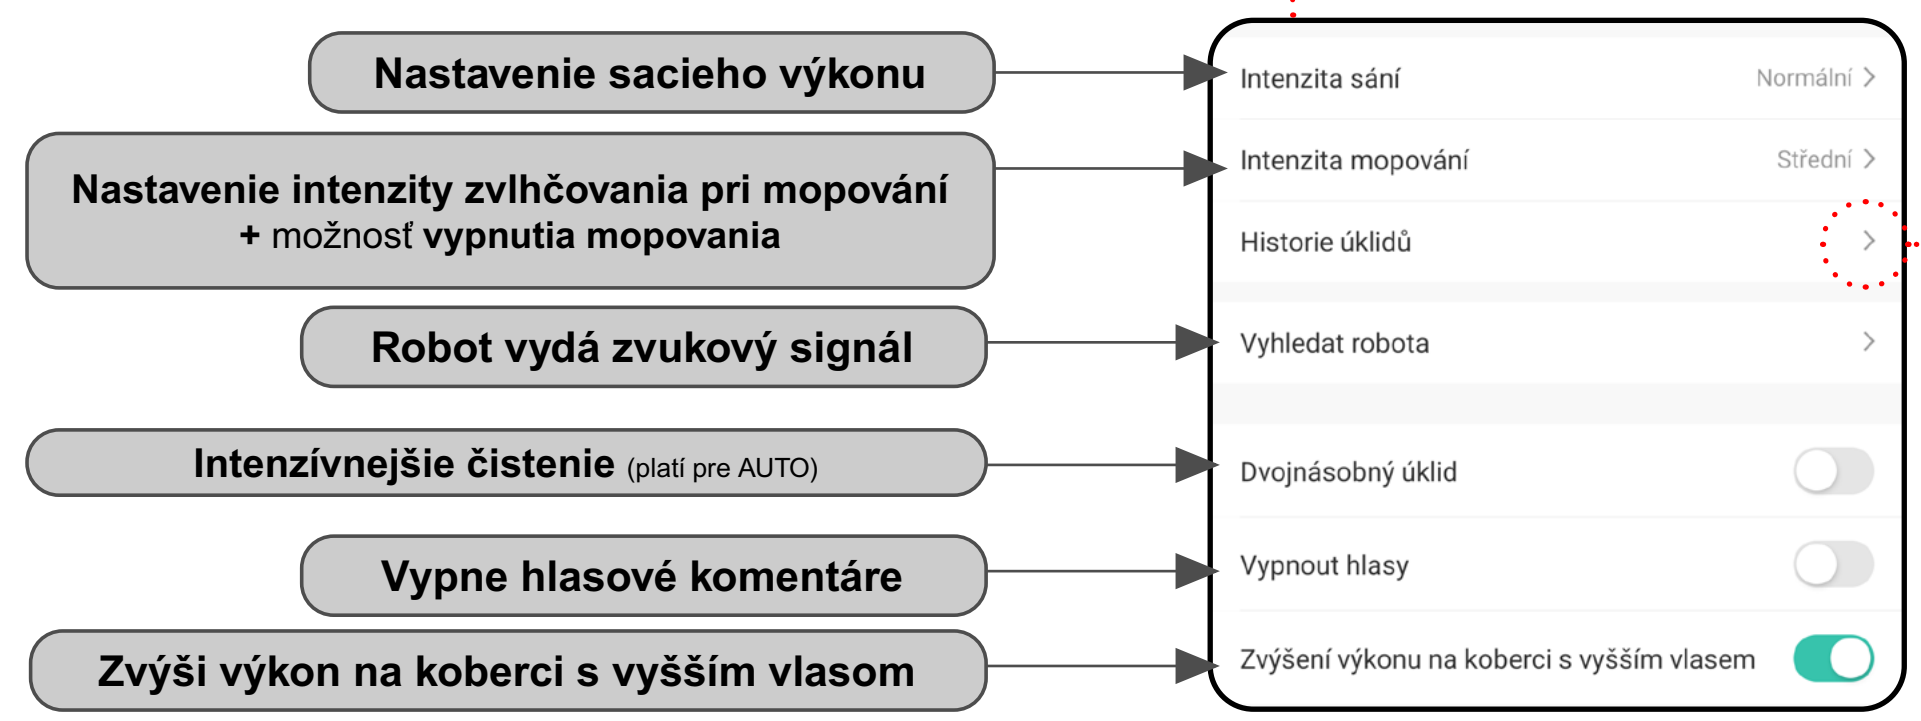 Nastavenie sacieho výkonu
Intenzita sání
Normální
Nastavenie intenzity zvlhčovania pri mopování
+ možnosť vypnutia mopovania
Intenzita mopování
Střední
Historie úklidů
Robot vydá zvukový signál
Vyhledat robota
Intenzívnejšie čistenie (platí pre AUTO)
Dvojnásobný úklid
Vypne hlasové komentáre
Vypnout hlasy
Zvýši výkon na koberci s vyšším vlasom
Zvýšení výkonu na koberci s vyšším vlasem